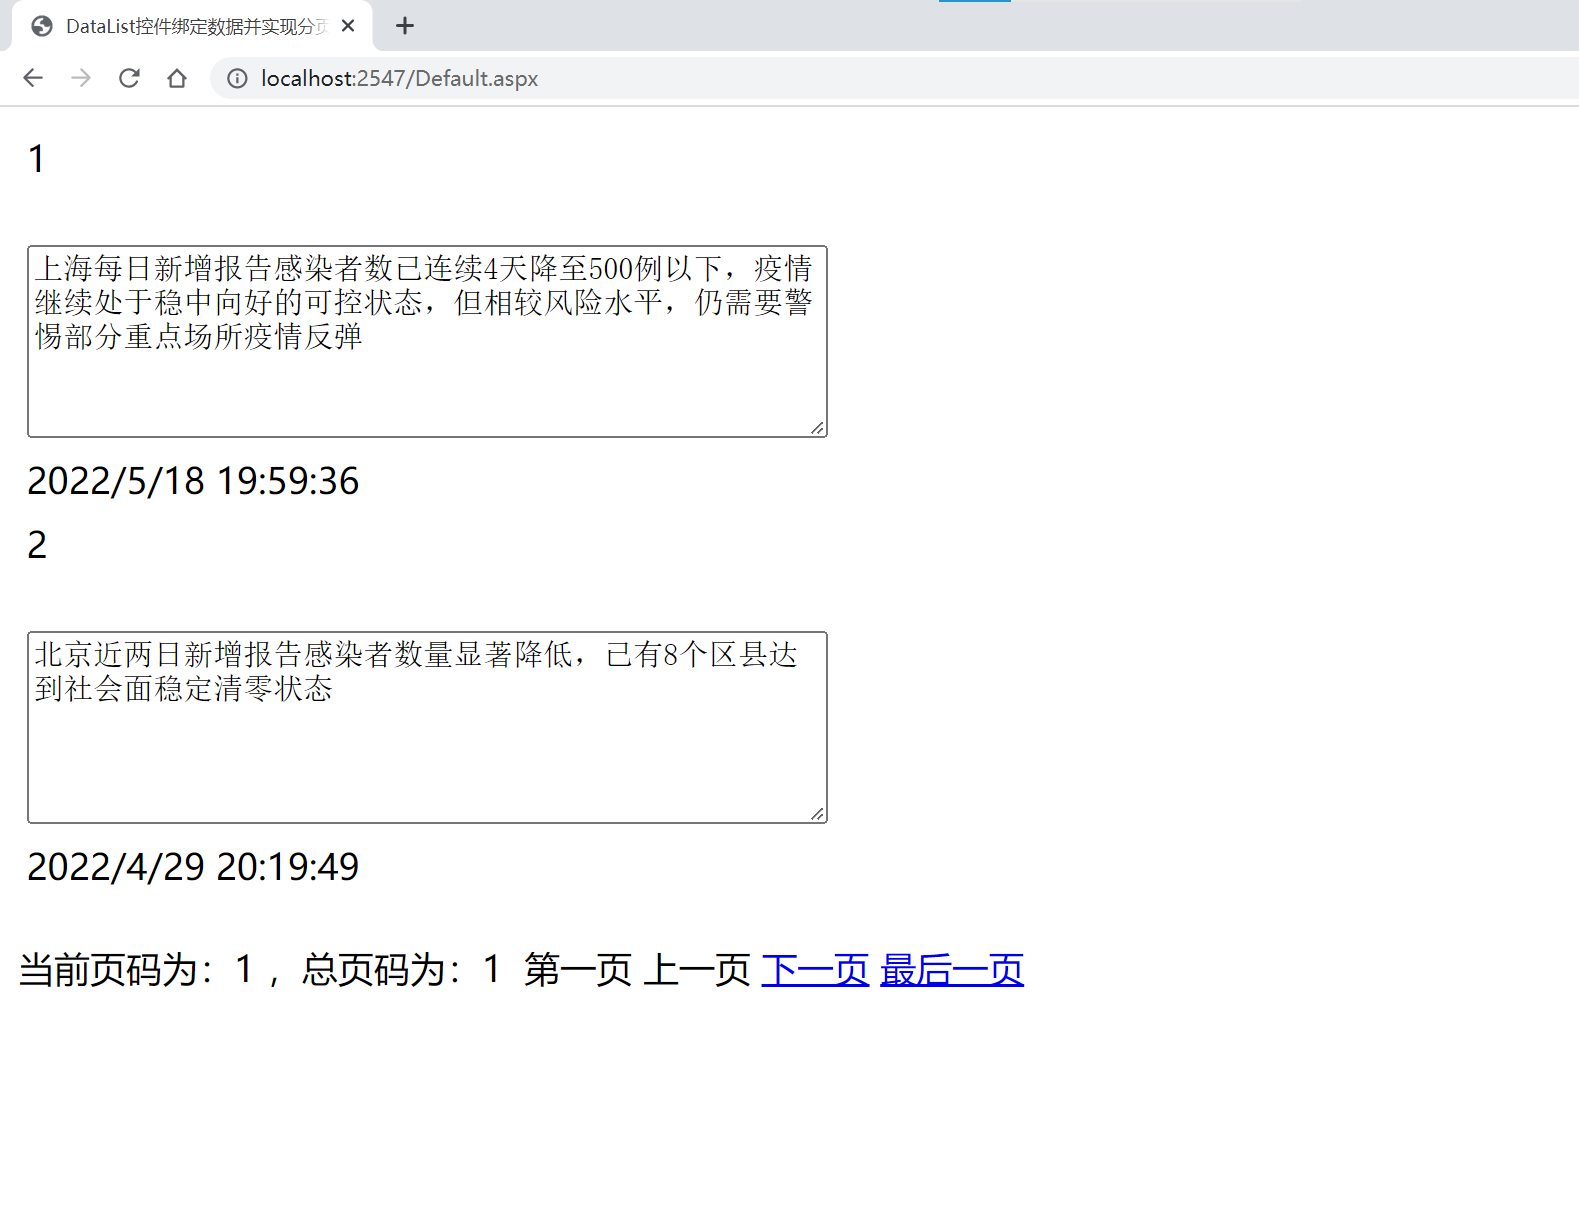 DataList控件绑定数据并实现分页
localhost:2547/Default.aspx
1
上海每日新增报告感染者数已连续4天降至500例以下，疫情
继续处于稳中向好的可控状态，但相较风险水平，仍需要警
惕部分重点场所疫情反弹
2022/5/18 19:59:36
2
北京近两日新增报告感染者数量显著降低，已有8个区县达
到社会面稳定清零状态
2022/4/29 20:19:49
当前页码为：1 ，总页码为：1 第一页 上一页 下一页 最后一页